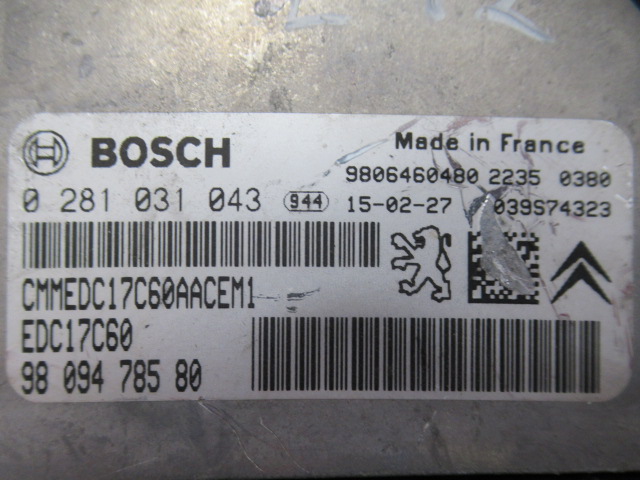 BOSCH
Made in France
9806460480 2235 0380
0 281 031 043 944 15-02-27 039S74323
CMMEDC17C60AACEM1
EDC17C60
98 094 785 80